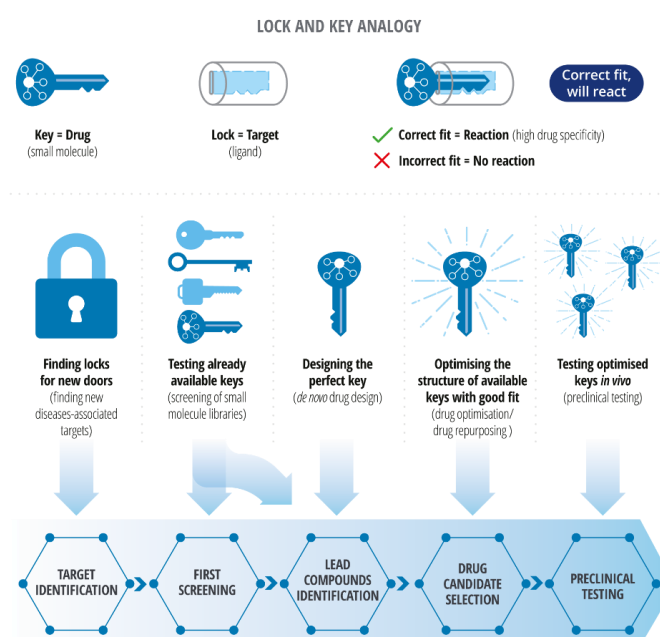 LOCK AND KEY ANALOGY
Key = Drug
(small molecule)
Lock = Target
(ligand)
Correct fit = Reaction (high drug specificity)
Incorrect fit = No reaction
Correct fit,
will react
Finding locks
for new doors
(finding new
diseases-associated
targets)
Testing already
available keys
(screening of small
molecule libraries)
Designing the
perfect key
(de novo drug design)
Optimising the
structure of available
keys with good fit
(drug optimisation/
drug repurposing )
Testing optimised
keys in vivo
(preclinical testing)
TARGET
IDENTIFICATION
FIRST
SCREENING
LEAD
COMPOUNDS
IDENTIFICATION
DRUG
CANDIDATE
SELECTION
PRECLINICAL
TESTING